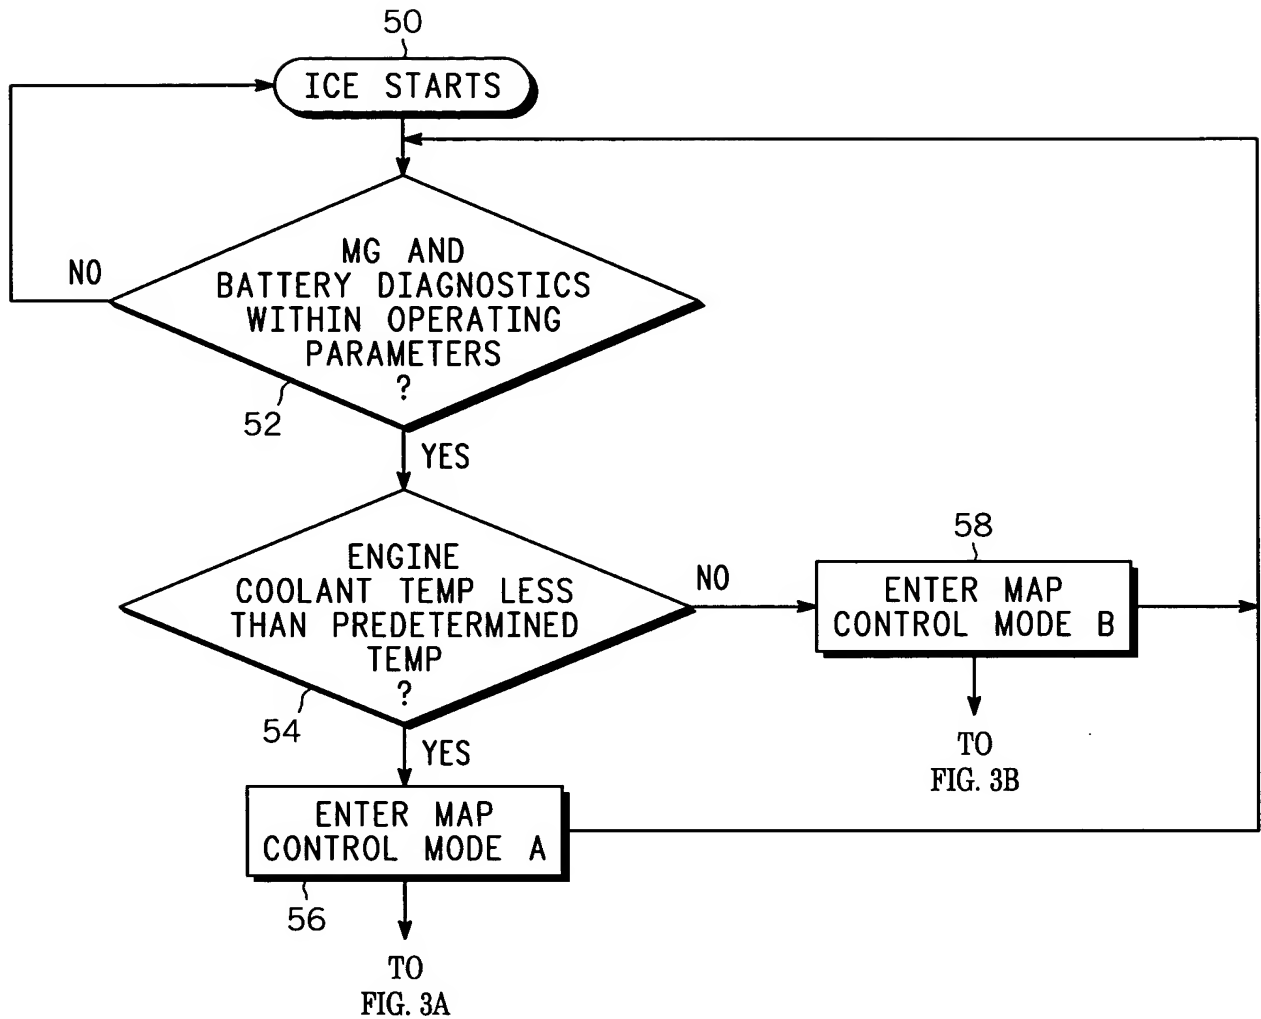 50
ICE STARTS
NO
MG AND
BATTERY DIAGNOSTICS
WITHIN OPERATING
PARAMETERS
?
52
YES
ENGINE
COOLANT TEMP LESS
THAN PREDETERMINED
TEMP
?
54
NO
58
ENTER MAP
CONTROL MODE B
TO
FIG. 3B
YES
ENTER MAP
CONTROL MODE A
56
TO
FIG. 3A